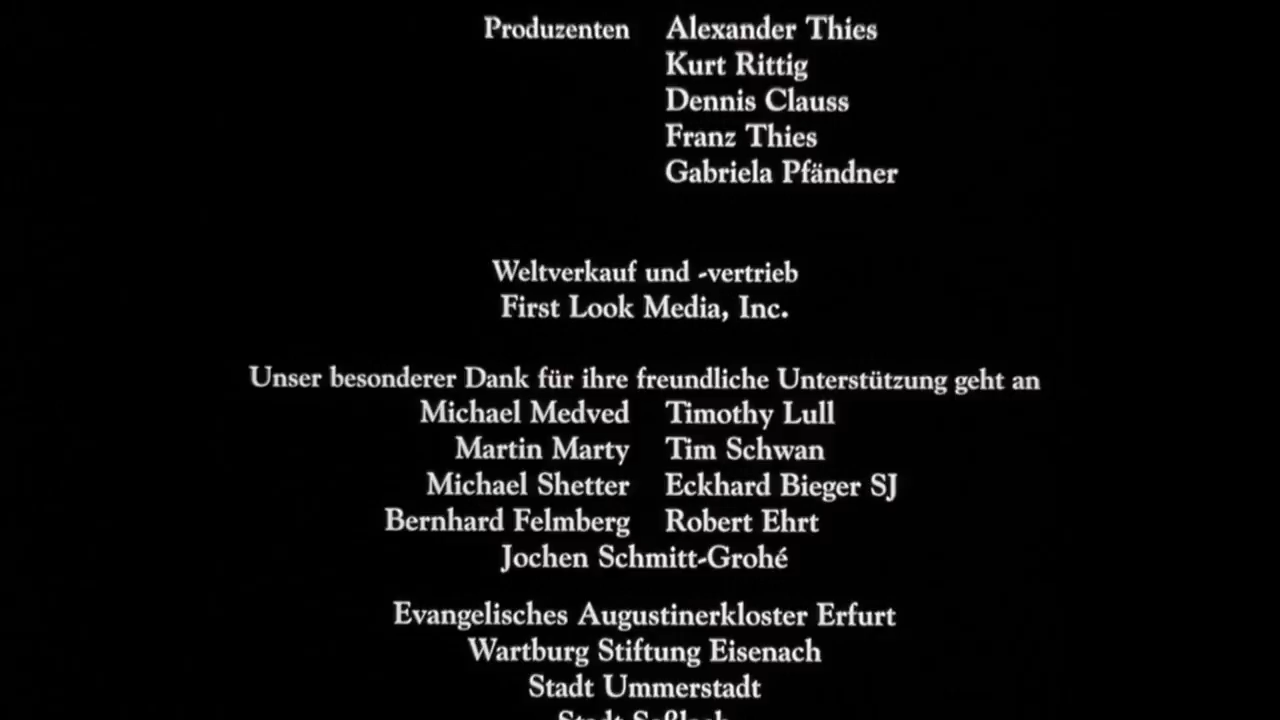 Produzenten Alexander Thies
Kurt Rittig
Dennis Clauss
Franz Thies
Gabriela Pfändner
Weltverkauf und -vertrieb
First Look Media, Inc.
Unser besonderer Dank für ihre freundliche Unterstützung geht an
Michael Medved Timothy Lull
Martin Marty Tim Schwan
Michael Shetter Eckhard Bieger SJ
Bernhard Felmberg Robert Ehrt
Jochen Schmitt-Grohé
Evangelisches Augustinerkloster Erfurt
Wartburg Stiftung Eisenach
Stadt Ummerstadt
Stadt